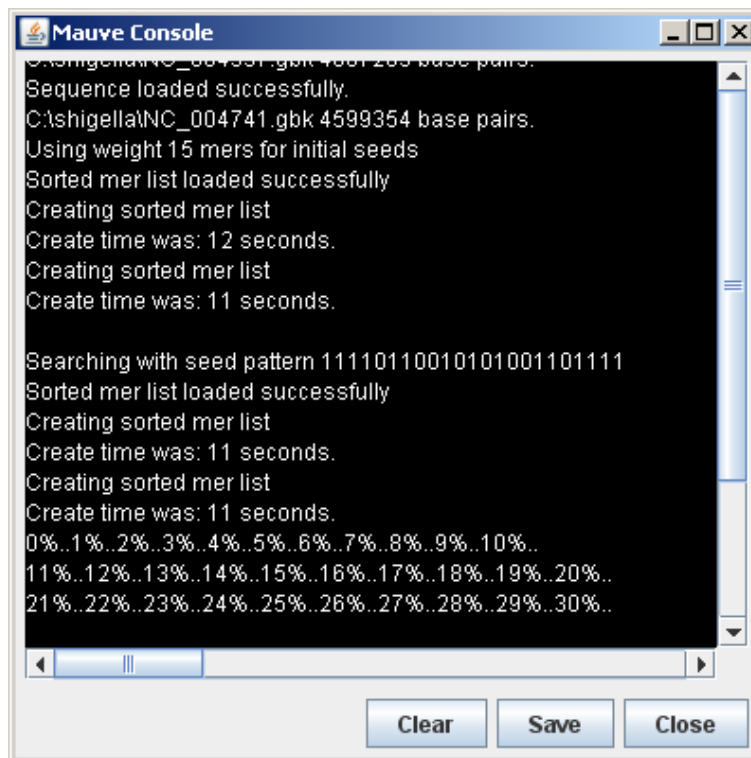 Mauve Console
base pairs.
Sequence loaded successfully.
C:\shigella\NC_004741.gbk 4599354 base pairs.
Using weight 15 mers for initial seeds
Sorted mer list loaded successfully
Creating sorted mer list
Create time was: 12 seconds.
Creating sorted mer list
Create time was: 11 seconds.
Searching with seed pattern 11110110010101001101111
Sorted mer list loaded successfully
Creating sorted mer list
Create time was: 11 seconds.
Creating sorted mer list
Create time was: 11 seconds.
0%..1%..2%..3%..4%..5%..6%..7%..8%..9%..10%..
11%..12%..13%..14%..15%..16%..17%..18%..19%..20%..
21%..22%..23%..24%..25%..26%..27%..28%..29%..30%..
Clear Save Close